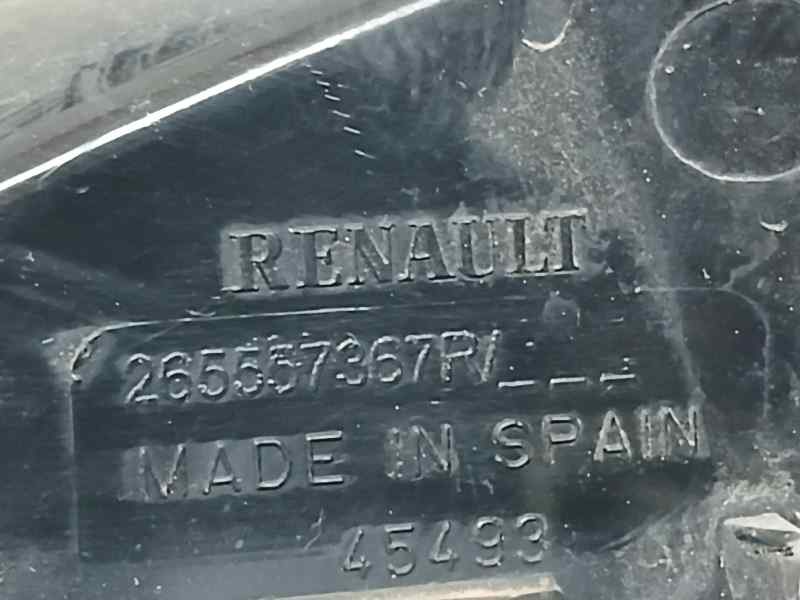 RENAULT
265557367R/_ _ _
MADE IN SPAIN
45493